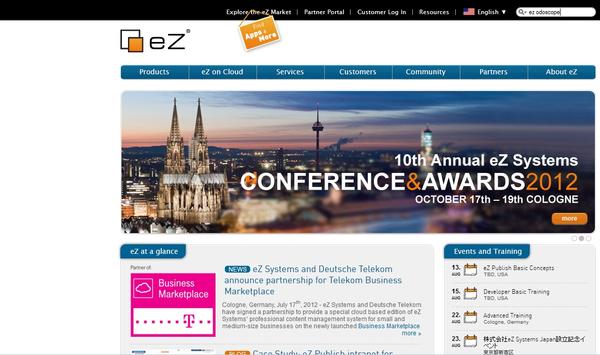 Explore the eZ Market
Partner Portal
Customer Log In
Resources
English ▼
ez odoscope
Find
Apps &
More
eZ®
Products
eZ on Cloud
Services
Customers
Community
Partners
About eZ
10th Annual eZ Systems
CONFERENCE&AWARDS2012
OCTOBER 17th – 19th COLOGNE
more
eZ at a glance
Partner of:
Business
Marketplace
T
NEWS eZ Systems and Deutsche Telekom
announce partnership for Telekom Business
Marketplace
Cologne, Germany, July 17th, 2012 - eZ Systems and Deutsche Telekom
have signed a partnership to provide a special cloud based edition of eZ
Systems' professional content management system for small and
medium-size businesses on the newly launched Business Marketplace
more »
BLOG Case Study: eZ Publish intranet for
Events and Training
13. AUG
eZ Publish Basic Concepts
TBD, USA
15. AUG
Developer Basic Training
TBD, USA
22. AUG
Advanced Training
Cologne, Germany
23. AUG
株式会社eZ Systems Japan設立記念イ
ベント
東京都新宿区